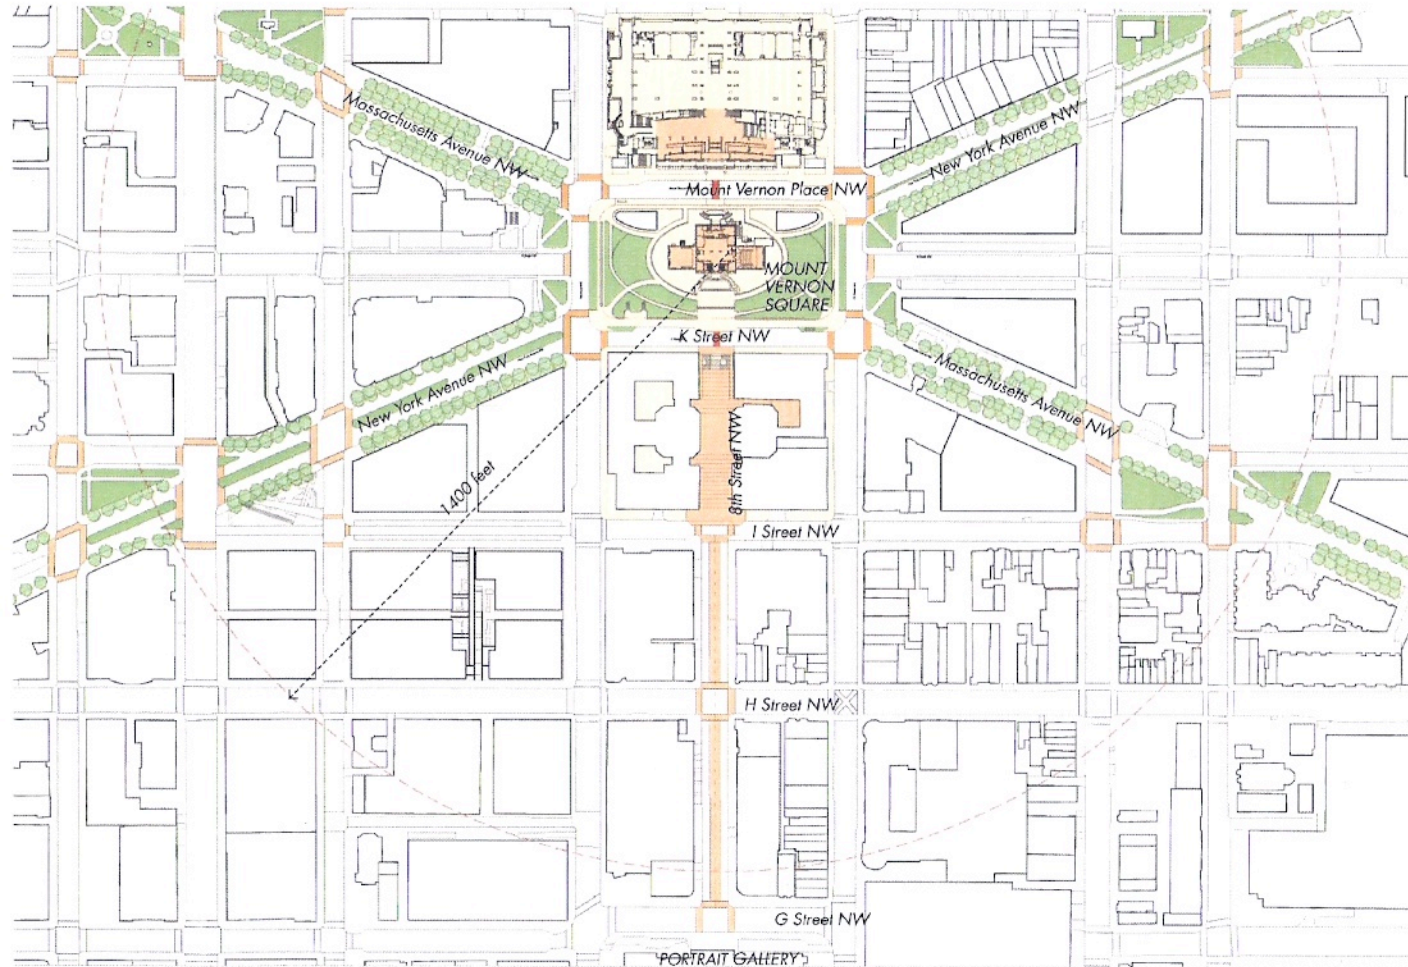 Massachusetts Avenue NW
New York Avenue NW
Mount Vernon Place NW
MOUNT
VERNON
SQUARE
K Street NW
New York Avenue NW
Massachusetts Avenue NW
8th Street NW
1400 feet
I Street NW
H Street NW
G Street NW
PORTRAIT GALLERY